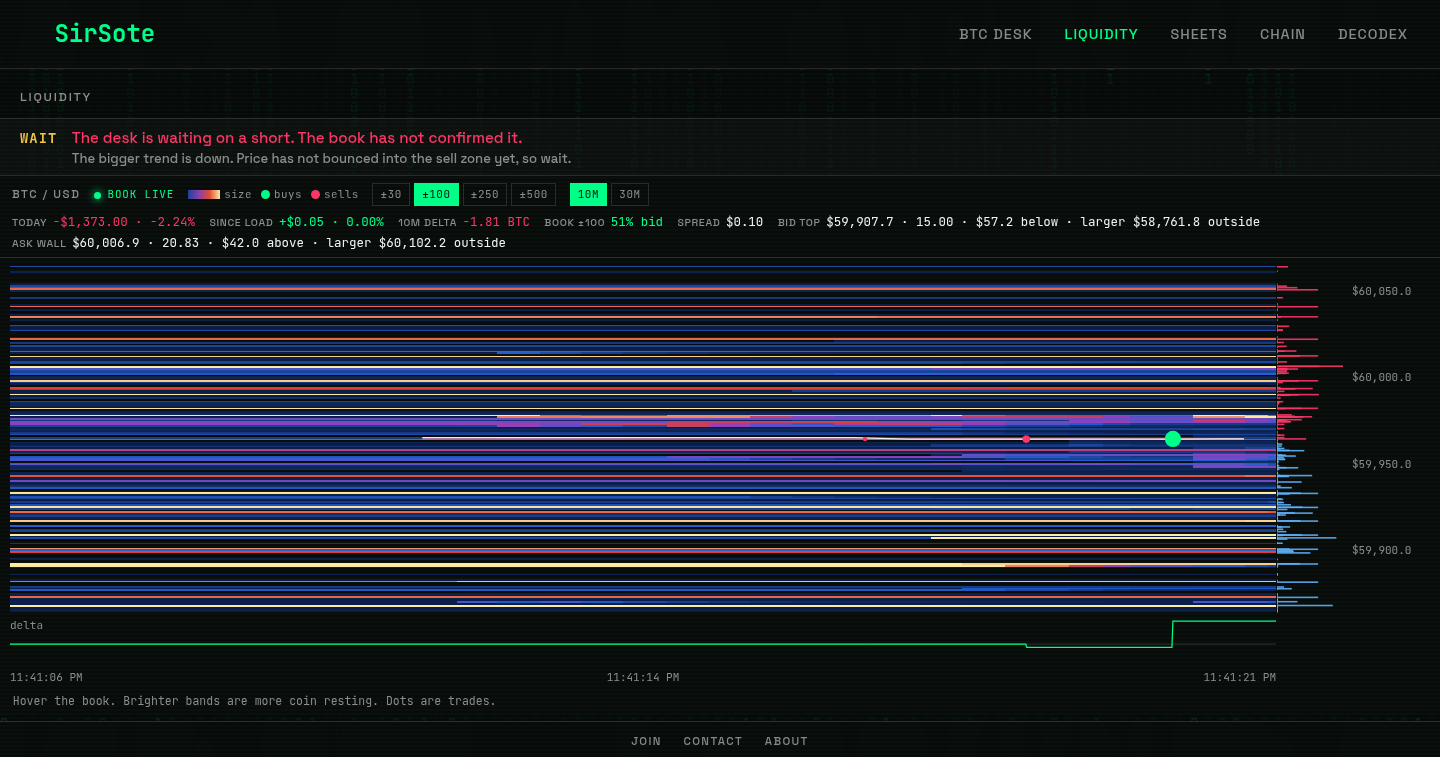 SirSote
BTC DESK LIQUIDITY SHEETS CHAIN DECODEX
LIQUIDITY
WAIT The desk is waiting on a short. The book has not confirmed it.
The bigger trend is down. Price has not bounced into the sell zone yet, so wait.
BTC / USD BOOK LIVE size buys sells ±30 ±100 ±250 ±500 10M 30M
TODAY -$1,373.00 · -2.24% SINCE LOAD +$0.05 · 0.00% 10M DELTA -1.81 BTC BOOK ±100 51% bid SPREAD $0.10 BID TOP $59,907.7 · 15.00 · $57.2 below · larger $58,761.8 outside
ASK WALL $60,006.9 · 20.83 · $42.0 above · larger $60,102.2 outside
$60,050.0
$60,000.0
$59,950.0
$59,900.0
delta
11:41:06 PM 11:41:14 PM 11:41:21 PM
Hover the book. Brighter bands are more coin resting. Dots are trades.
JOIN CONTACT ABOUT